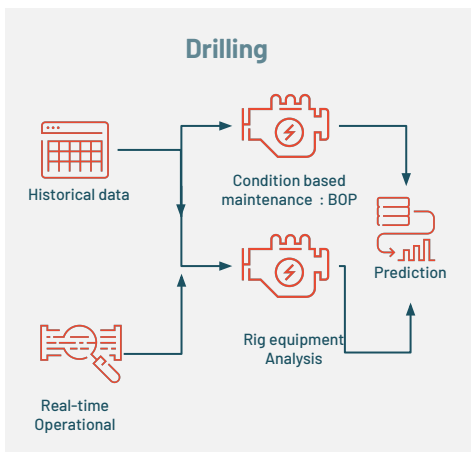 Drilling
Historical data
Condition based
maintenance : BOP
Prediction
Rig equipment
Analysis
Real-time
Operational